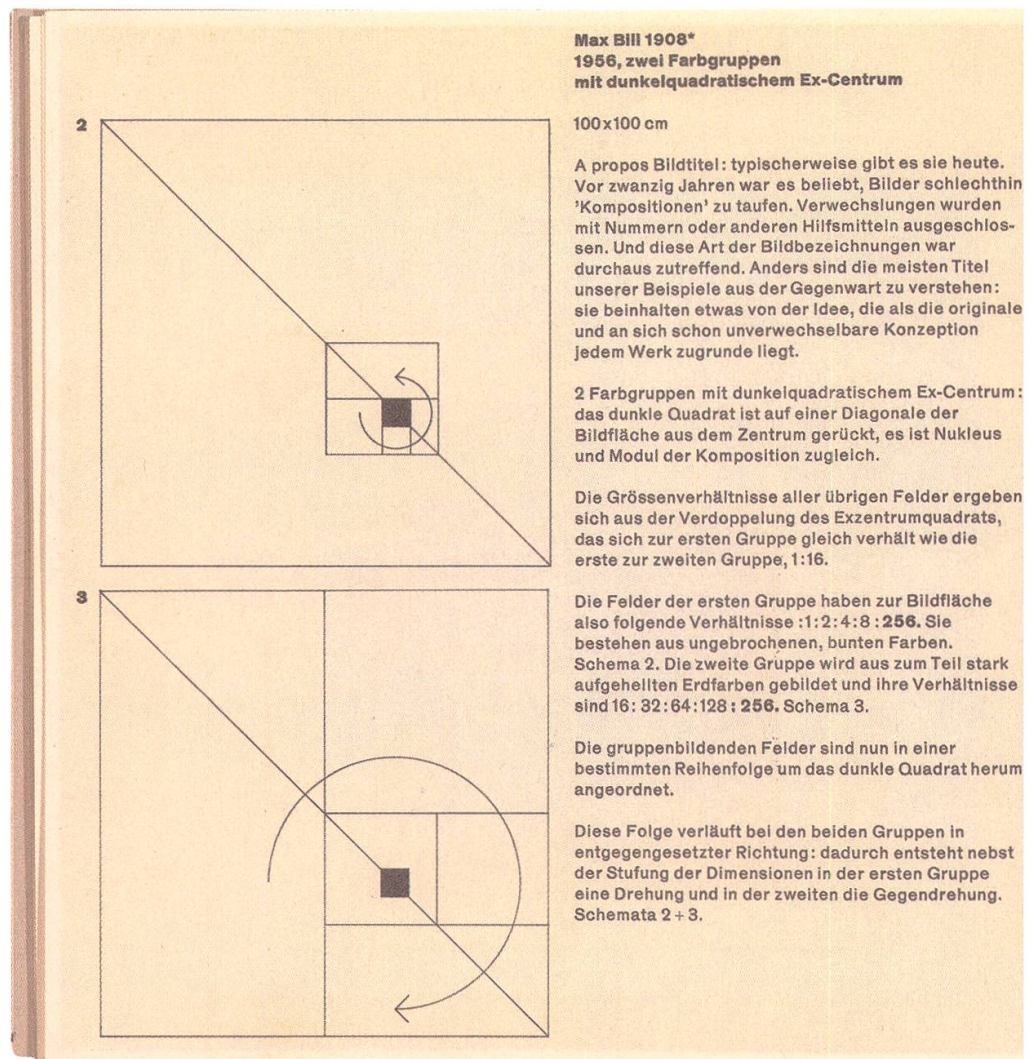 Max Bill 1908*
1956, zwei Farbgruppen
mit dunkelquadratischem Ex-Centrum
2
100x100 cm
A propos Bildtitel: typischerweise gibt es sie heute.
Vor zwanzig Jahren war es beliebt, Bilder schlechthin
'Kompositionen' zu taufen. Verwechslungen wurden
mit Nummern oder anderen Hilfsmitteln ausgeschlos-
sen. Und diese Art der Bildbezeichnungen war
durchaus zutreffend. Anders sind die meisten Titel
unserer Beispiele aus der Gegenwart zu verstehen:
sie beinhalten etwas von der Idee, die als die originale
und an sich schon unverwechselbare Konzeption
jedem Werk zugrunde liegt.
2 Farbgruppen mit dunkelquadratischem Ex-Centrum:
das dunkle Quadrat ist auf einer Diagonale der
Bildfläche aus dem Zentrum gerückt, es ist Nukleus
und Modul der Komposition zugleich.
Die Grössenverhältnisse aller übrigen Felder ergeben
sich aus der Verdoppelung des Exzentrumquadrats,
das sich zur ersten Gruppe gleich verhält wie die
erste zur zweiten Gruppe, 1:16.
3
Die Felder der ersten Gruppe haben zur Bildfläche
also folgende Verhältnisse :1:2:4:8:256. Sie
bestehen aus ungebrochenen, bunten Farben.
Schema 2. Die zweite Gruppe wird aus zum Teil stark
aufgehellten Erdfarben gebildet und ihre Verhältnisse
sind 16: 32:64:128: 256. Schema 3.
Die gruppenbildenden Felder sind nun in einer
bestimmten Reihenfolge um das dunkle Quadrat herum
angeordnet.
Diese Folge verläuft bei den beiden Gruppen in
entgegengesetzter Richtung: dadurch entsteht nebst
der Stufung der Dimensionen in der ersten Gruppe
eine Drehung und in der zweiten die Gegendrehung.
Schemata 2+3.